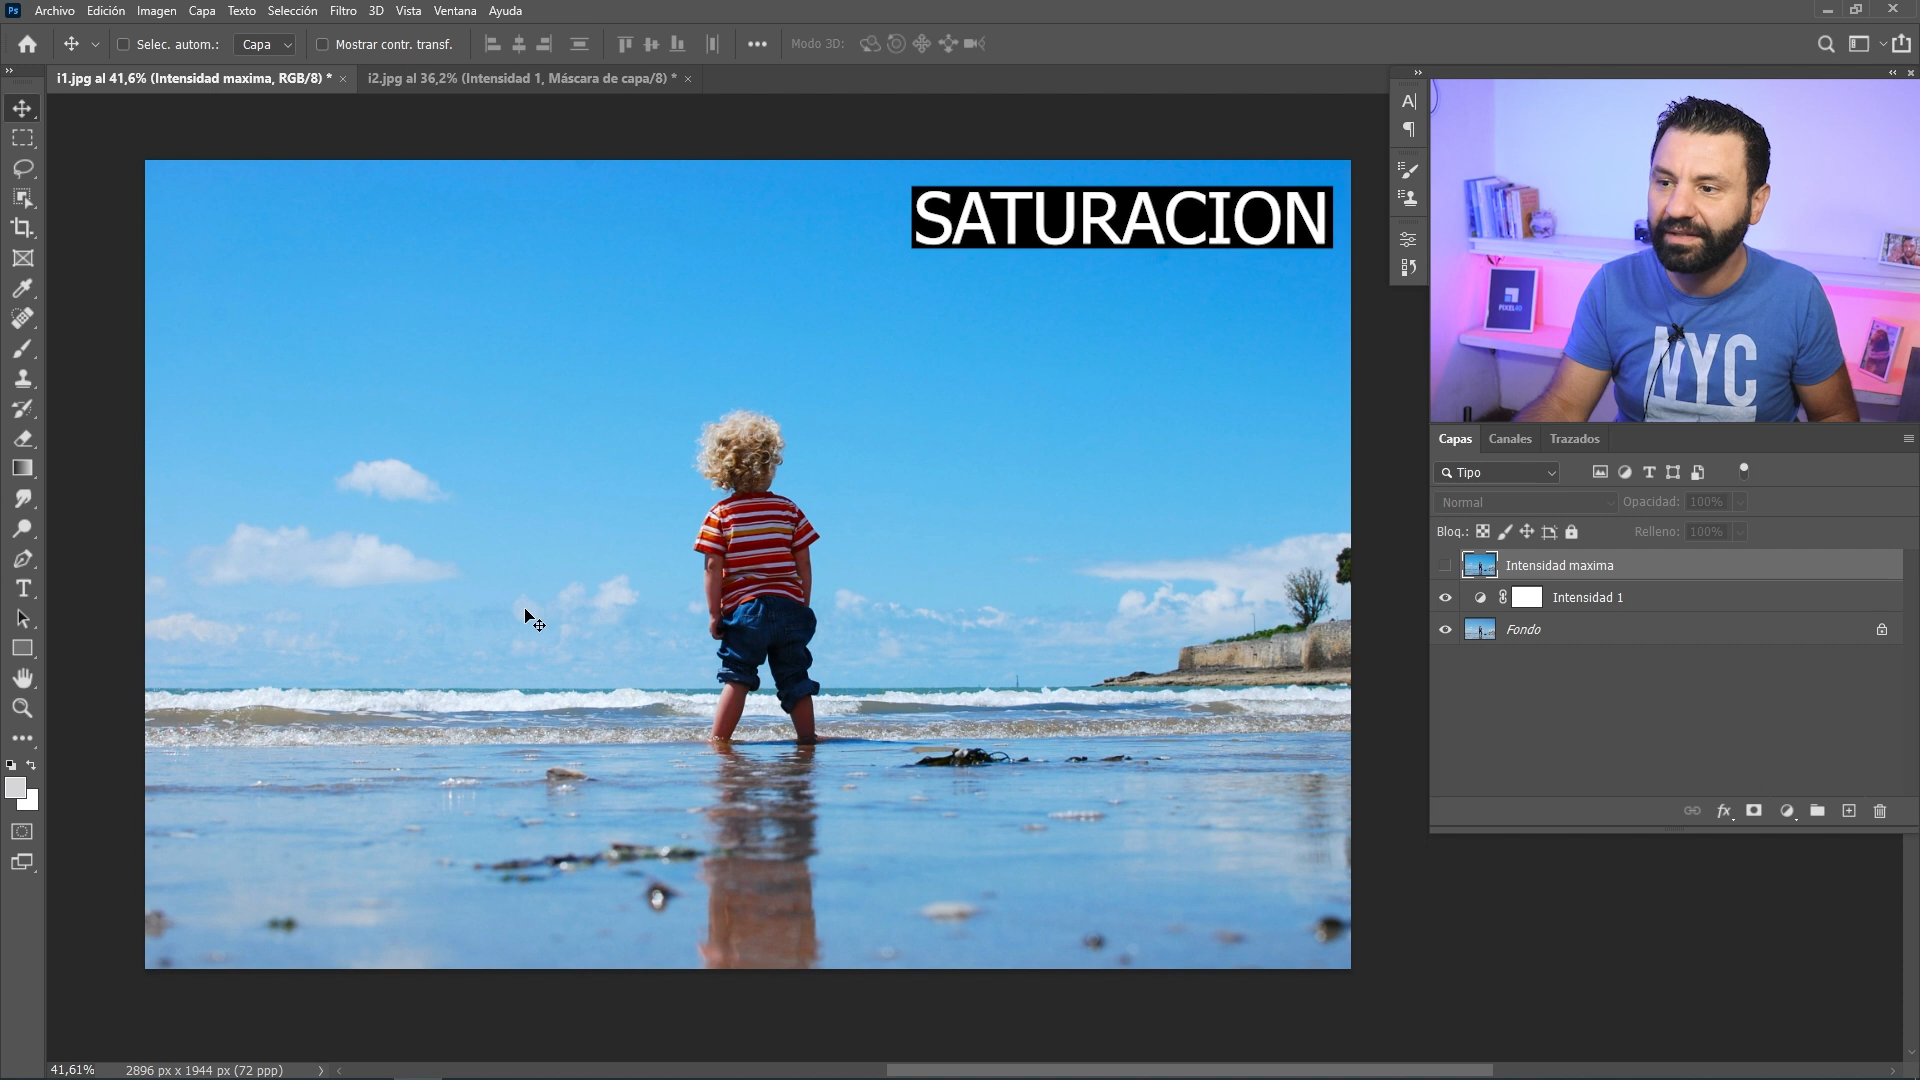 Ps Archivo Edición Imagen Capa Texto Selección Filtro 3D Vista Ventana Ayuda
Selec. autom.: Capa Mostrar contr. transf. Modo 3D:
i1.jpg al 41,6% (Intensidad maxima, RGB/8) * i2.jpg al 36,2% (Intensidad 1, Máscara de capa/8) *
SATURACION
PIXEL
NYC
Capas Canales Trazados
Tipo
Normal Opacidad: 100%
Bloq.: Relleno: 100%
Intensidad maxima
Intensidad 1
Fondo
fx
41,61% 2896 px x 1944 px (72 ppp)